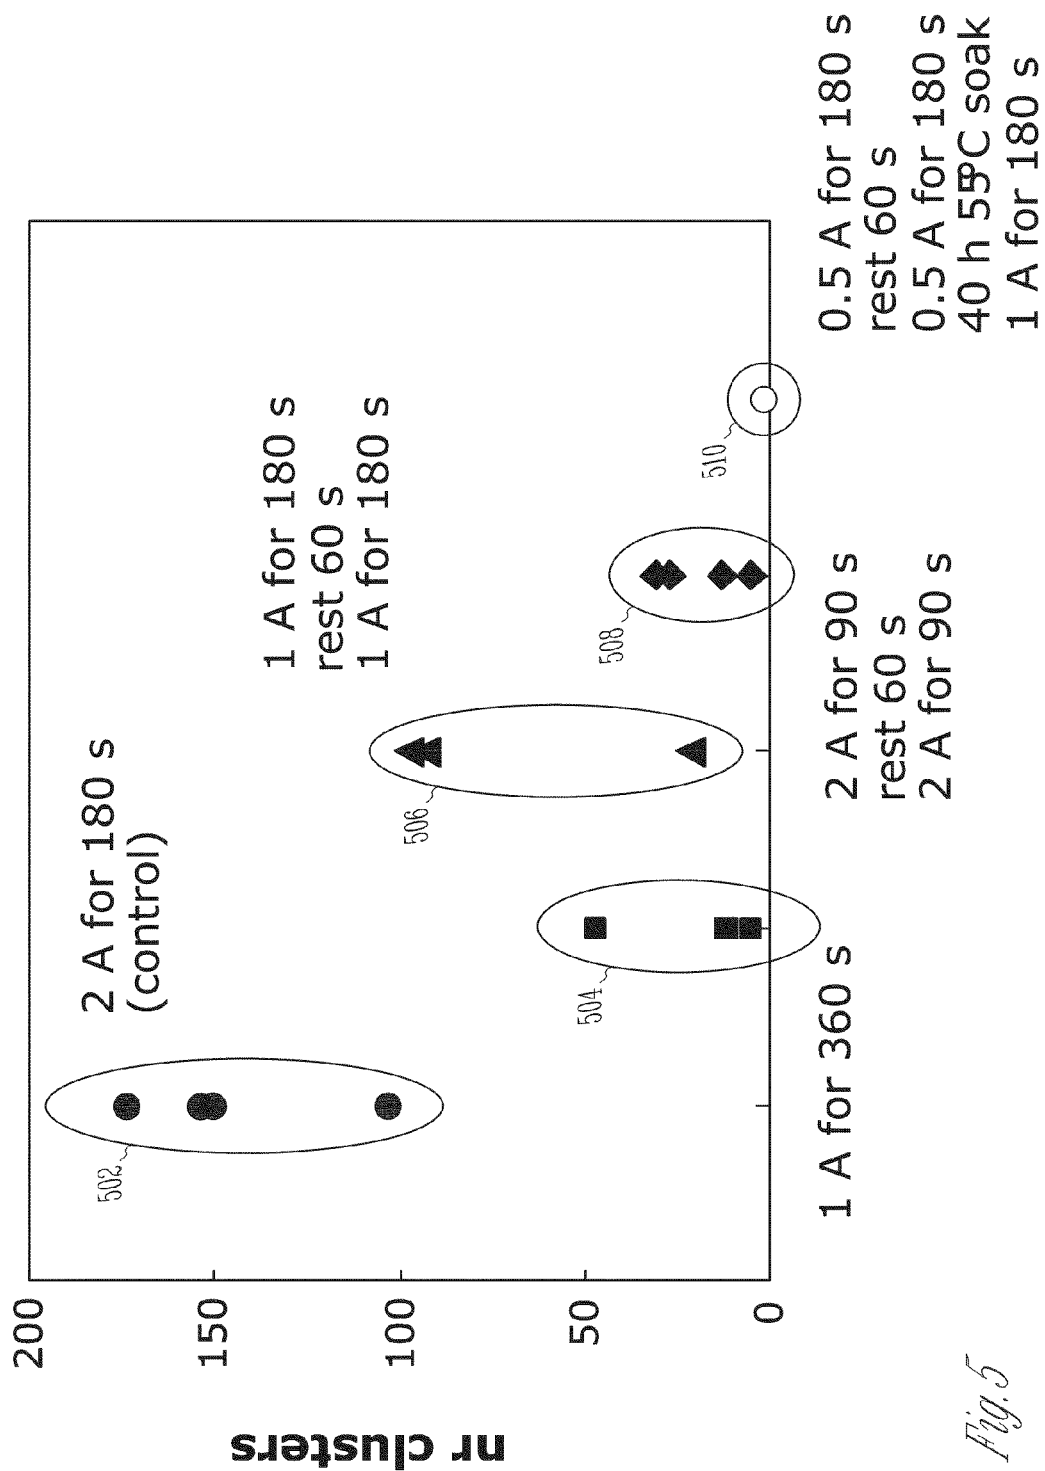 nr clusters
200
150
100
50
0
2 A for 180 s
(control)
502
1 A for 360 s
504
1 A for 180 s
rest 60 s
1 A for 180 s
506
2 A for 90 s
rest 60 s
2 A for 90 s
508
0.5 A for 180 s
rest 60 s
0.5 A for 180 s
40 h 55ºC soak
1 A for 180 s
510
Fig. 5